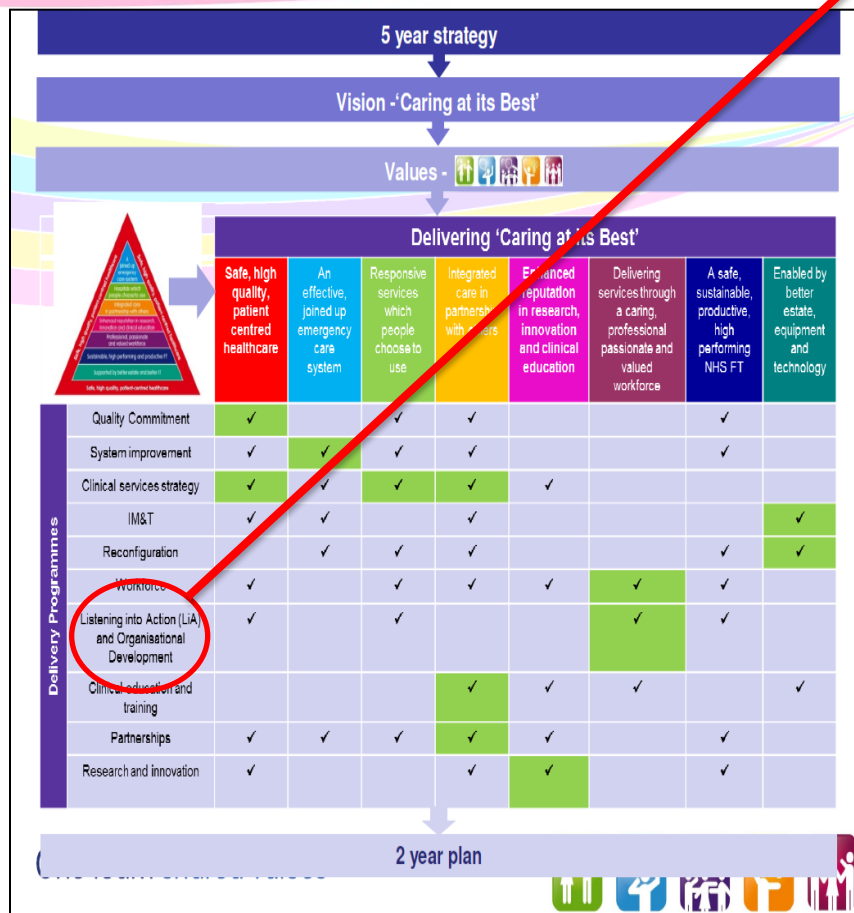 5 year strategy
Vision -'Caring at its Best'
Values -
Delivering 'Caring at its Best'
Safe, high
quality,
patient
centred
healthcare
An
effective,
joined up
emergency
care
system
Responsive
services
which
people
choose to
use
Integrated
care in
partnership
with others
Enhanced
reputation
in research,
innovation
and clinical
education
Delivering
services through
a caring,
professional
passionate and
valued
workforce
A safe,
sustainable,
productive,
high
performing
NHS FT
Enabled by
better
estate,
equipment
and
technology
Delivery Programmes
Quality Commitment
System improvement
Clinical services strategy
IM&T
Reconfiguration
Workforce
Listening into Action (LiA)
and Organisational
Development
Clinical education and
training
Partnerships
Research and innovation
2 year plan